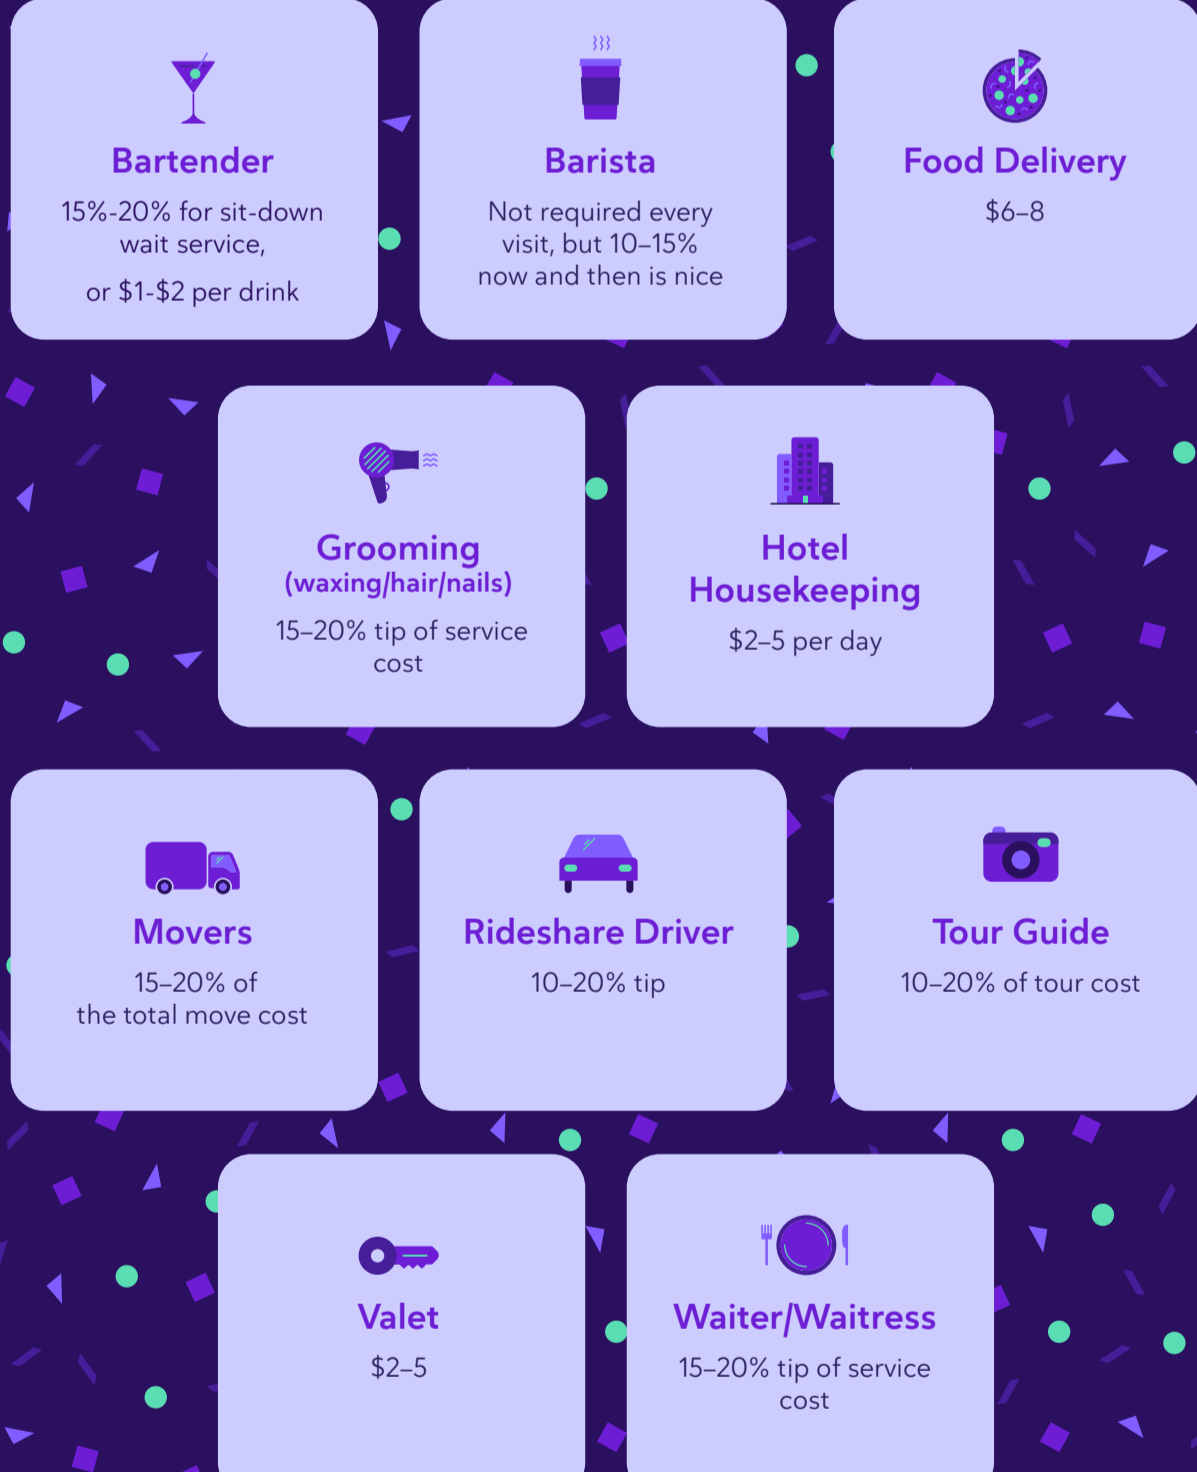 Bartender
15%-20% for sit-down
wait service,
or $1-$2 per drink
Barista
Not required every
visit, but 10–15%
now and then is nice
Food Delivery
$6–8
Grooming
(waxing/hair/nails)
15–20% tip of service
cost
Hotel
Housekeeping
$2–5 per day
Movers
15–20% of
the total move cost
Rideshare Driver
10–20% tip
Tour Guide
10–20% of tour cost
Valet
$2–5
Waiter/Waitress
15–20% tip of service
cost